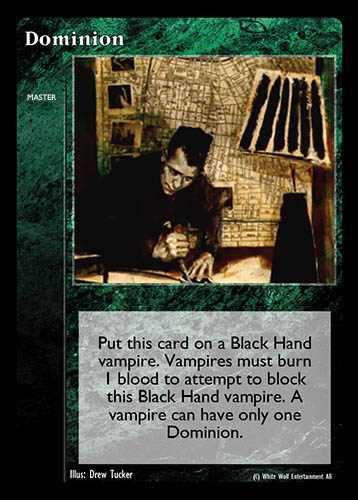 Dominion
MASTER
Put this card on a Black Hand
vampire. Vampires must burn
1 blood to attempt to block
this Black Hand vampire. A
vampire can have only one
Dominion.
Illus: Drew Tucker
(C) White Wolf Entertainment AB